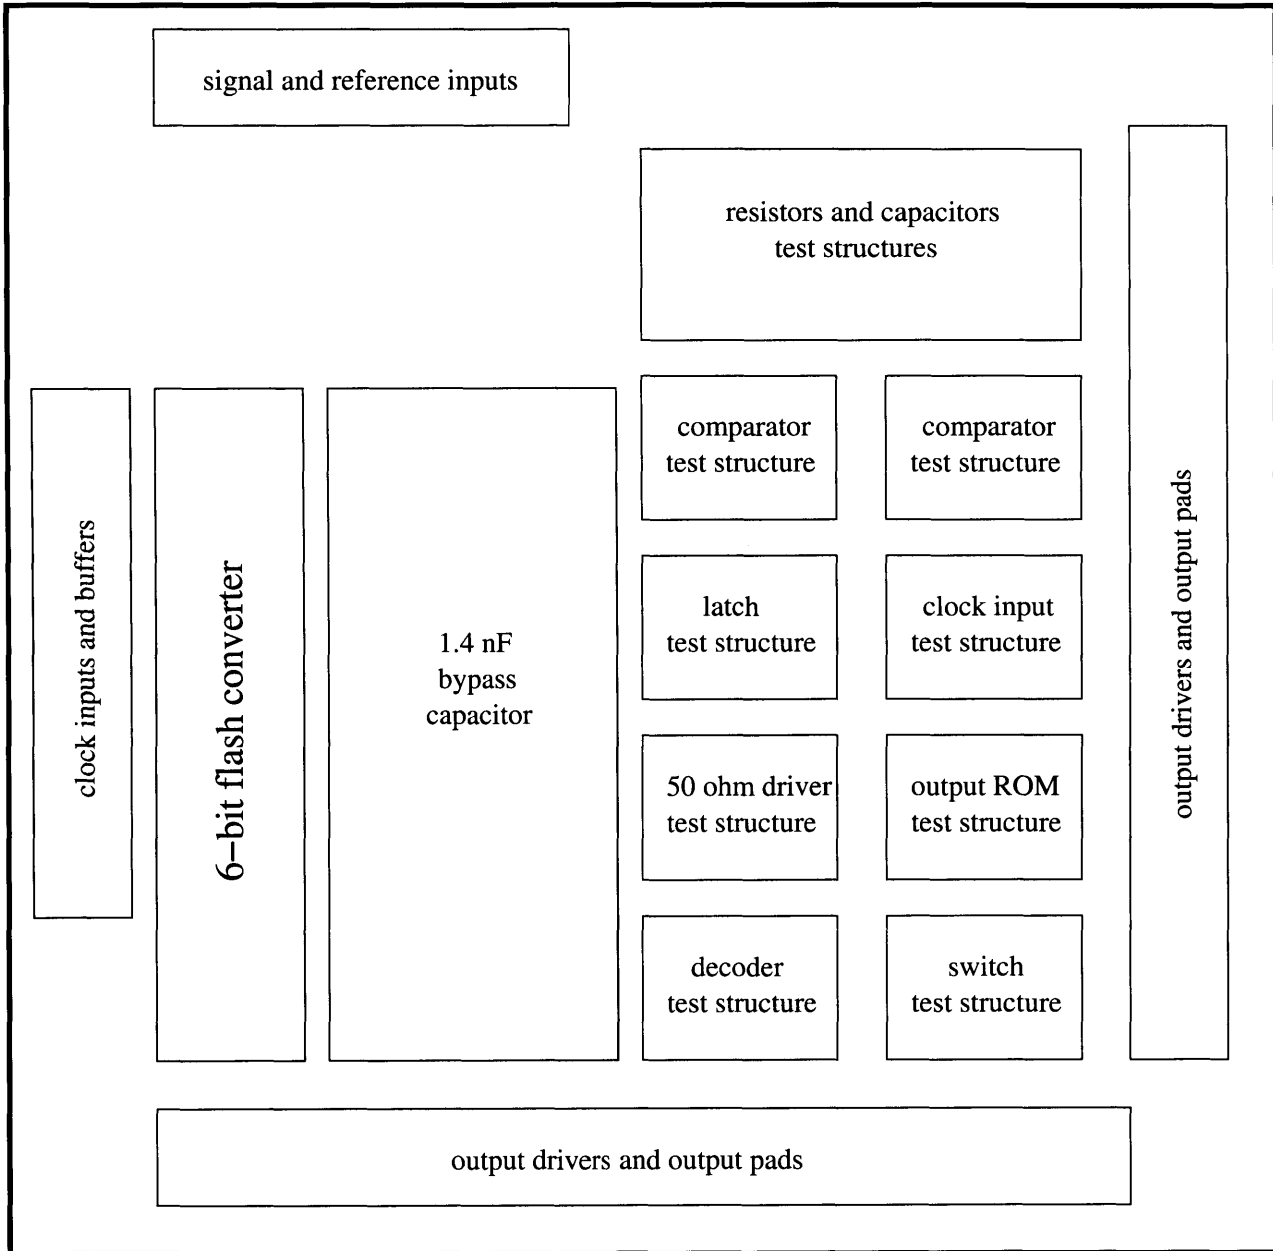 signal and reference inputs
resistors and capacitors
test structures
comparator
test structure
comparator
test structure
clock inputs and buffers
6–bit flash converter
1.4 nF
bypass
capacitor
latch
test structure
clock input
test structure
output drivers and output pads
50 ohm driver
test structure
output ROM
test structure
decoder
test structure
switch
test structure
output drivers and output pads